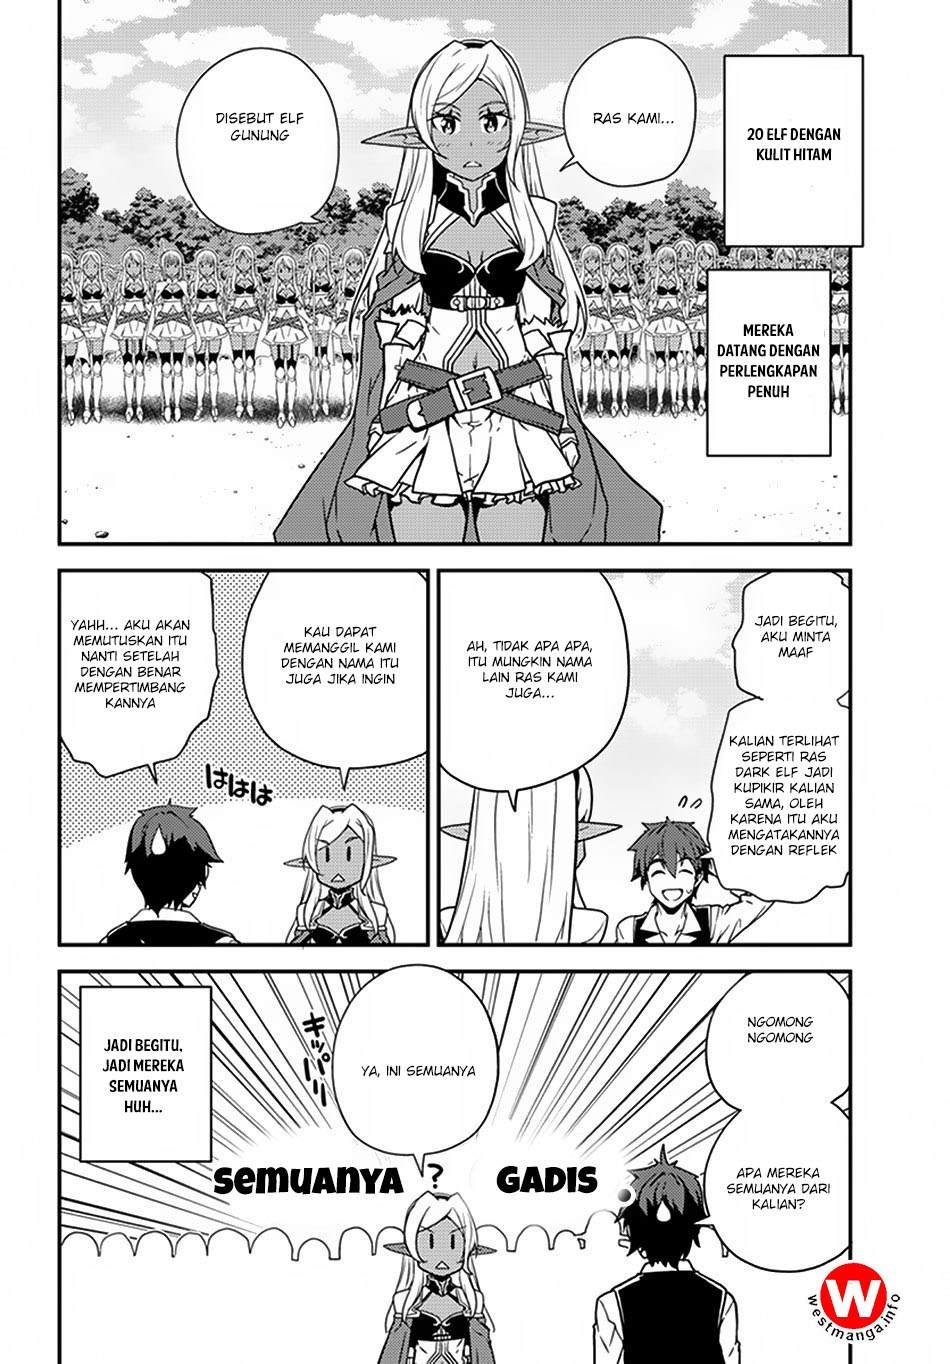 20 ELF DENGAN
KULIT HITAM
RAS KAMI...
DISEBUT ELF
GUNUNG
MEREKA
DATANG DENGAN
PERLENGKAPAN
PENUH
JADI BEGITU,
AKU MINTA
MAAF
KALIAN TERLIHAT
SEPERTI RAS
DARK ELF JADI
KUPIKIR KALIAN
SAMA, OLEH
KARENA ITU AKU
MENGATAKANNYA
DENGAN REFLEK
AH, TIDAK APA APA,
ITU MUNGKIN NAMA
LAIN RAS KAMI
JUGA...
KAU DAPAT
MEMANGGIL KAMI
DENGAN NAMA ITU
JUGA JIKA INGIN
YAHH... AKU AKAN
MEMUTUSKAN ITU
NANTI SETELAH
DENGAN BENAR
MEMPERTIMBANG
KANNYA
はははは
NGOMONG
NGOMONG
APA MEREKA
SEMUANYA DARI
KALIAN?
YA, INI SEMUANYA
キッパリ!!
JADI BEGITU,
JADI MEREKA
SEMUANYA
HUH...
SEMUANYA ? GADIS
W
westmanga.info